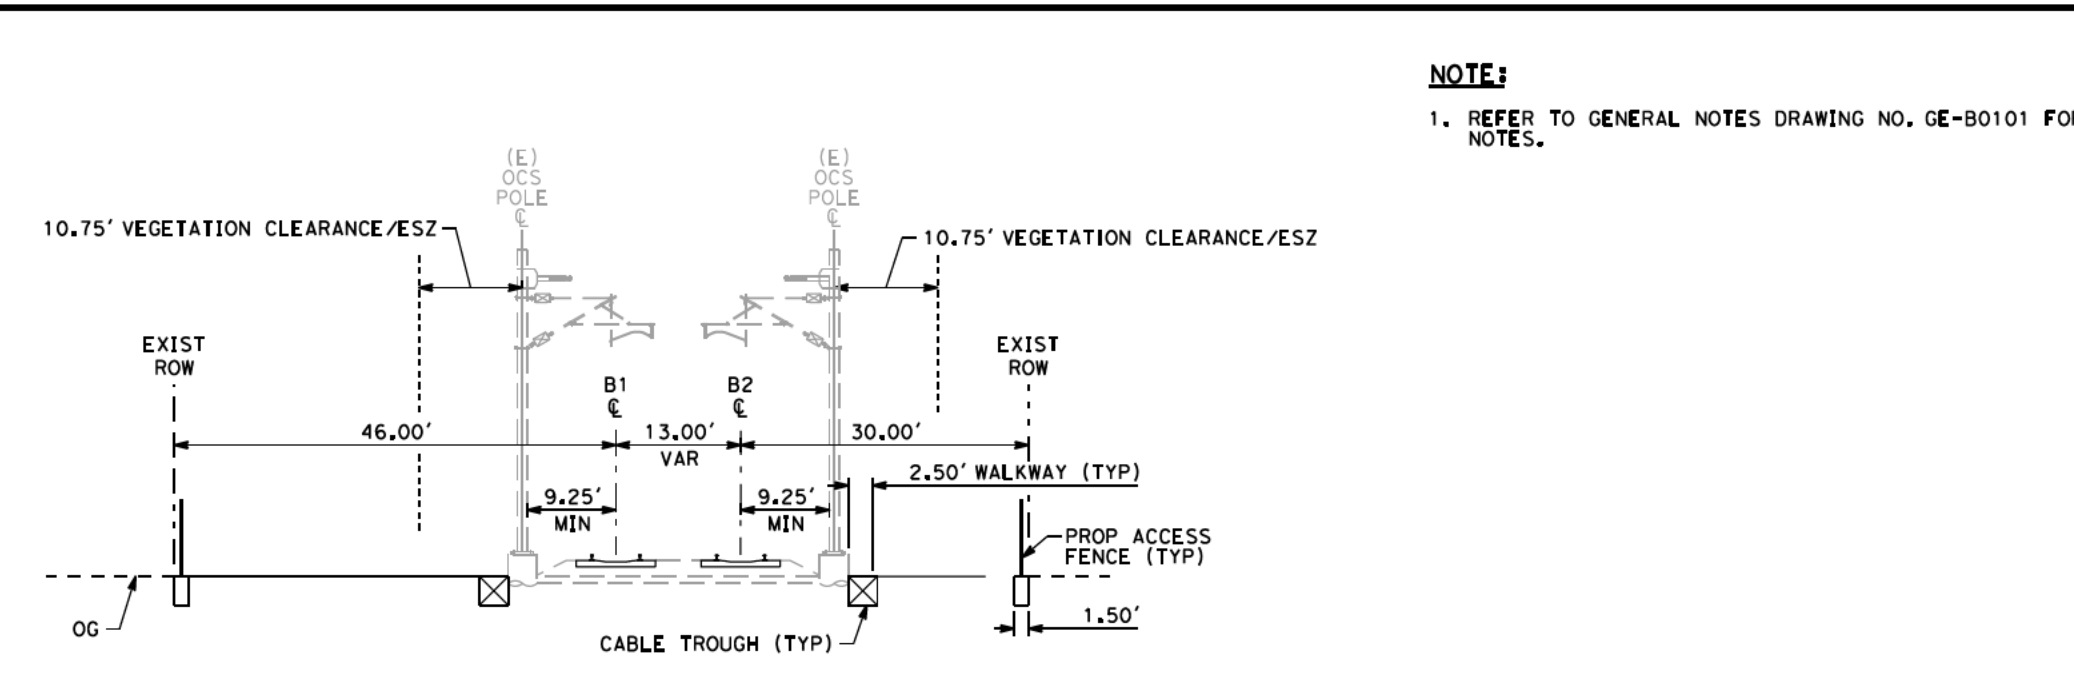 NOTE:
1. REFER TO GENERAL NOTES DRAWING NO. GE-B0101
NOTES.
(E)
OCS
POLE
℄
(E)
OCS
POLE
℄
10.75' VEGETATION CLEARANCE/ESZ
10.75' VEGETATION CLEARANCE/ESZ
EXIST
ROW
EXIST
ROW
B1
℄
B2
℄
46.00'
13.00'
VAR
30.00'
2.50' WALKWAY (TYP)
9.25'
MIN
9.25'
MIN
PROP ACCESS
FENCE (TYP)
1.50'
OG
CABLE TROUGH (TYP)